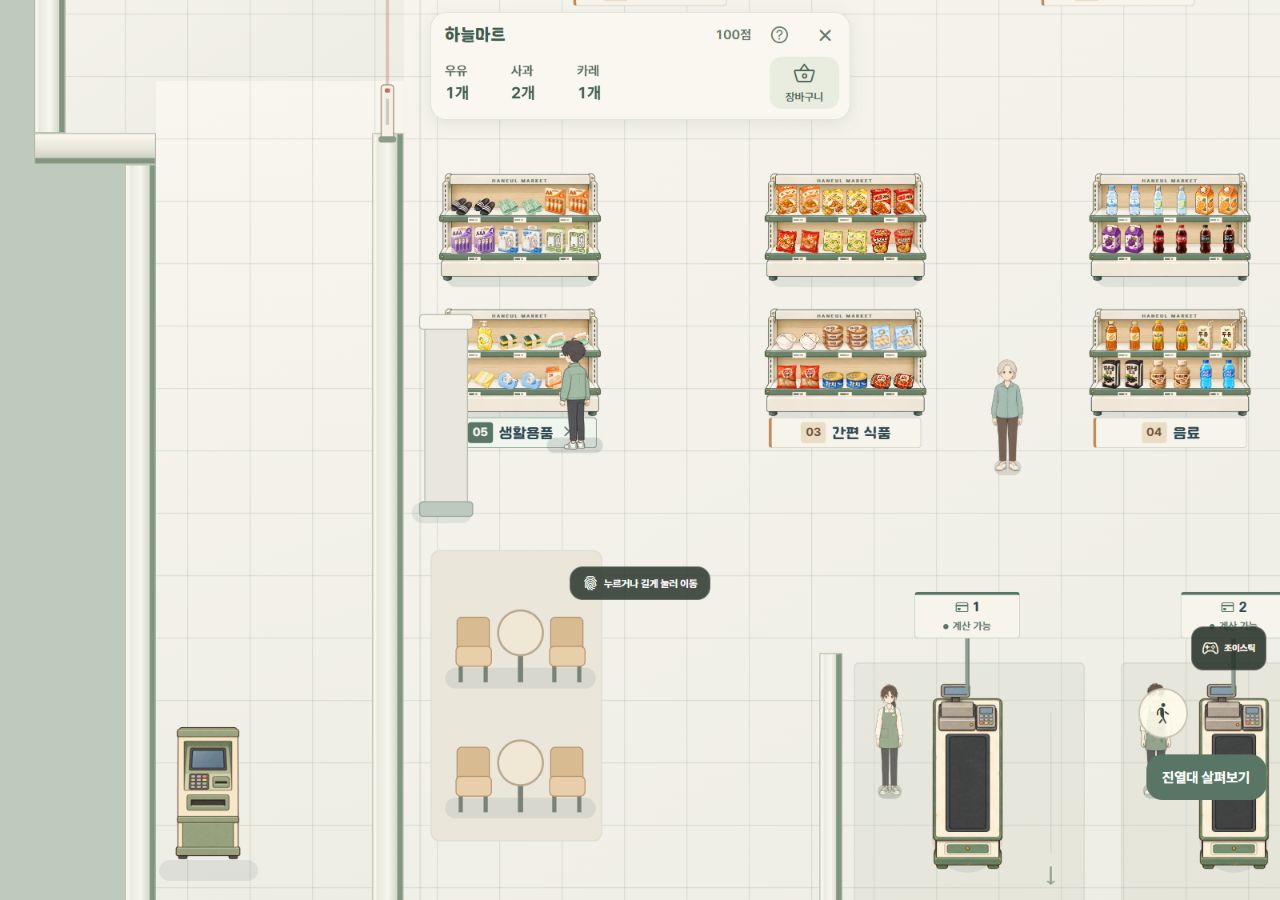 하늘마트
100점
우유
사과
카레
1개
2개
1개
장바구니
HANEUL MARKET
HANEUL MARKET
HANEUL MARKET
HANEUL MARKET
HANEUL MARKET
HANEUL MARKET
05 생활용품
03 간편 식품
04 음료
누르거나 길게 눌러 이동
1
계산 가능
2
계산 가능
조이스틱
진열대 살펴보기